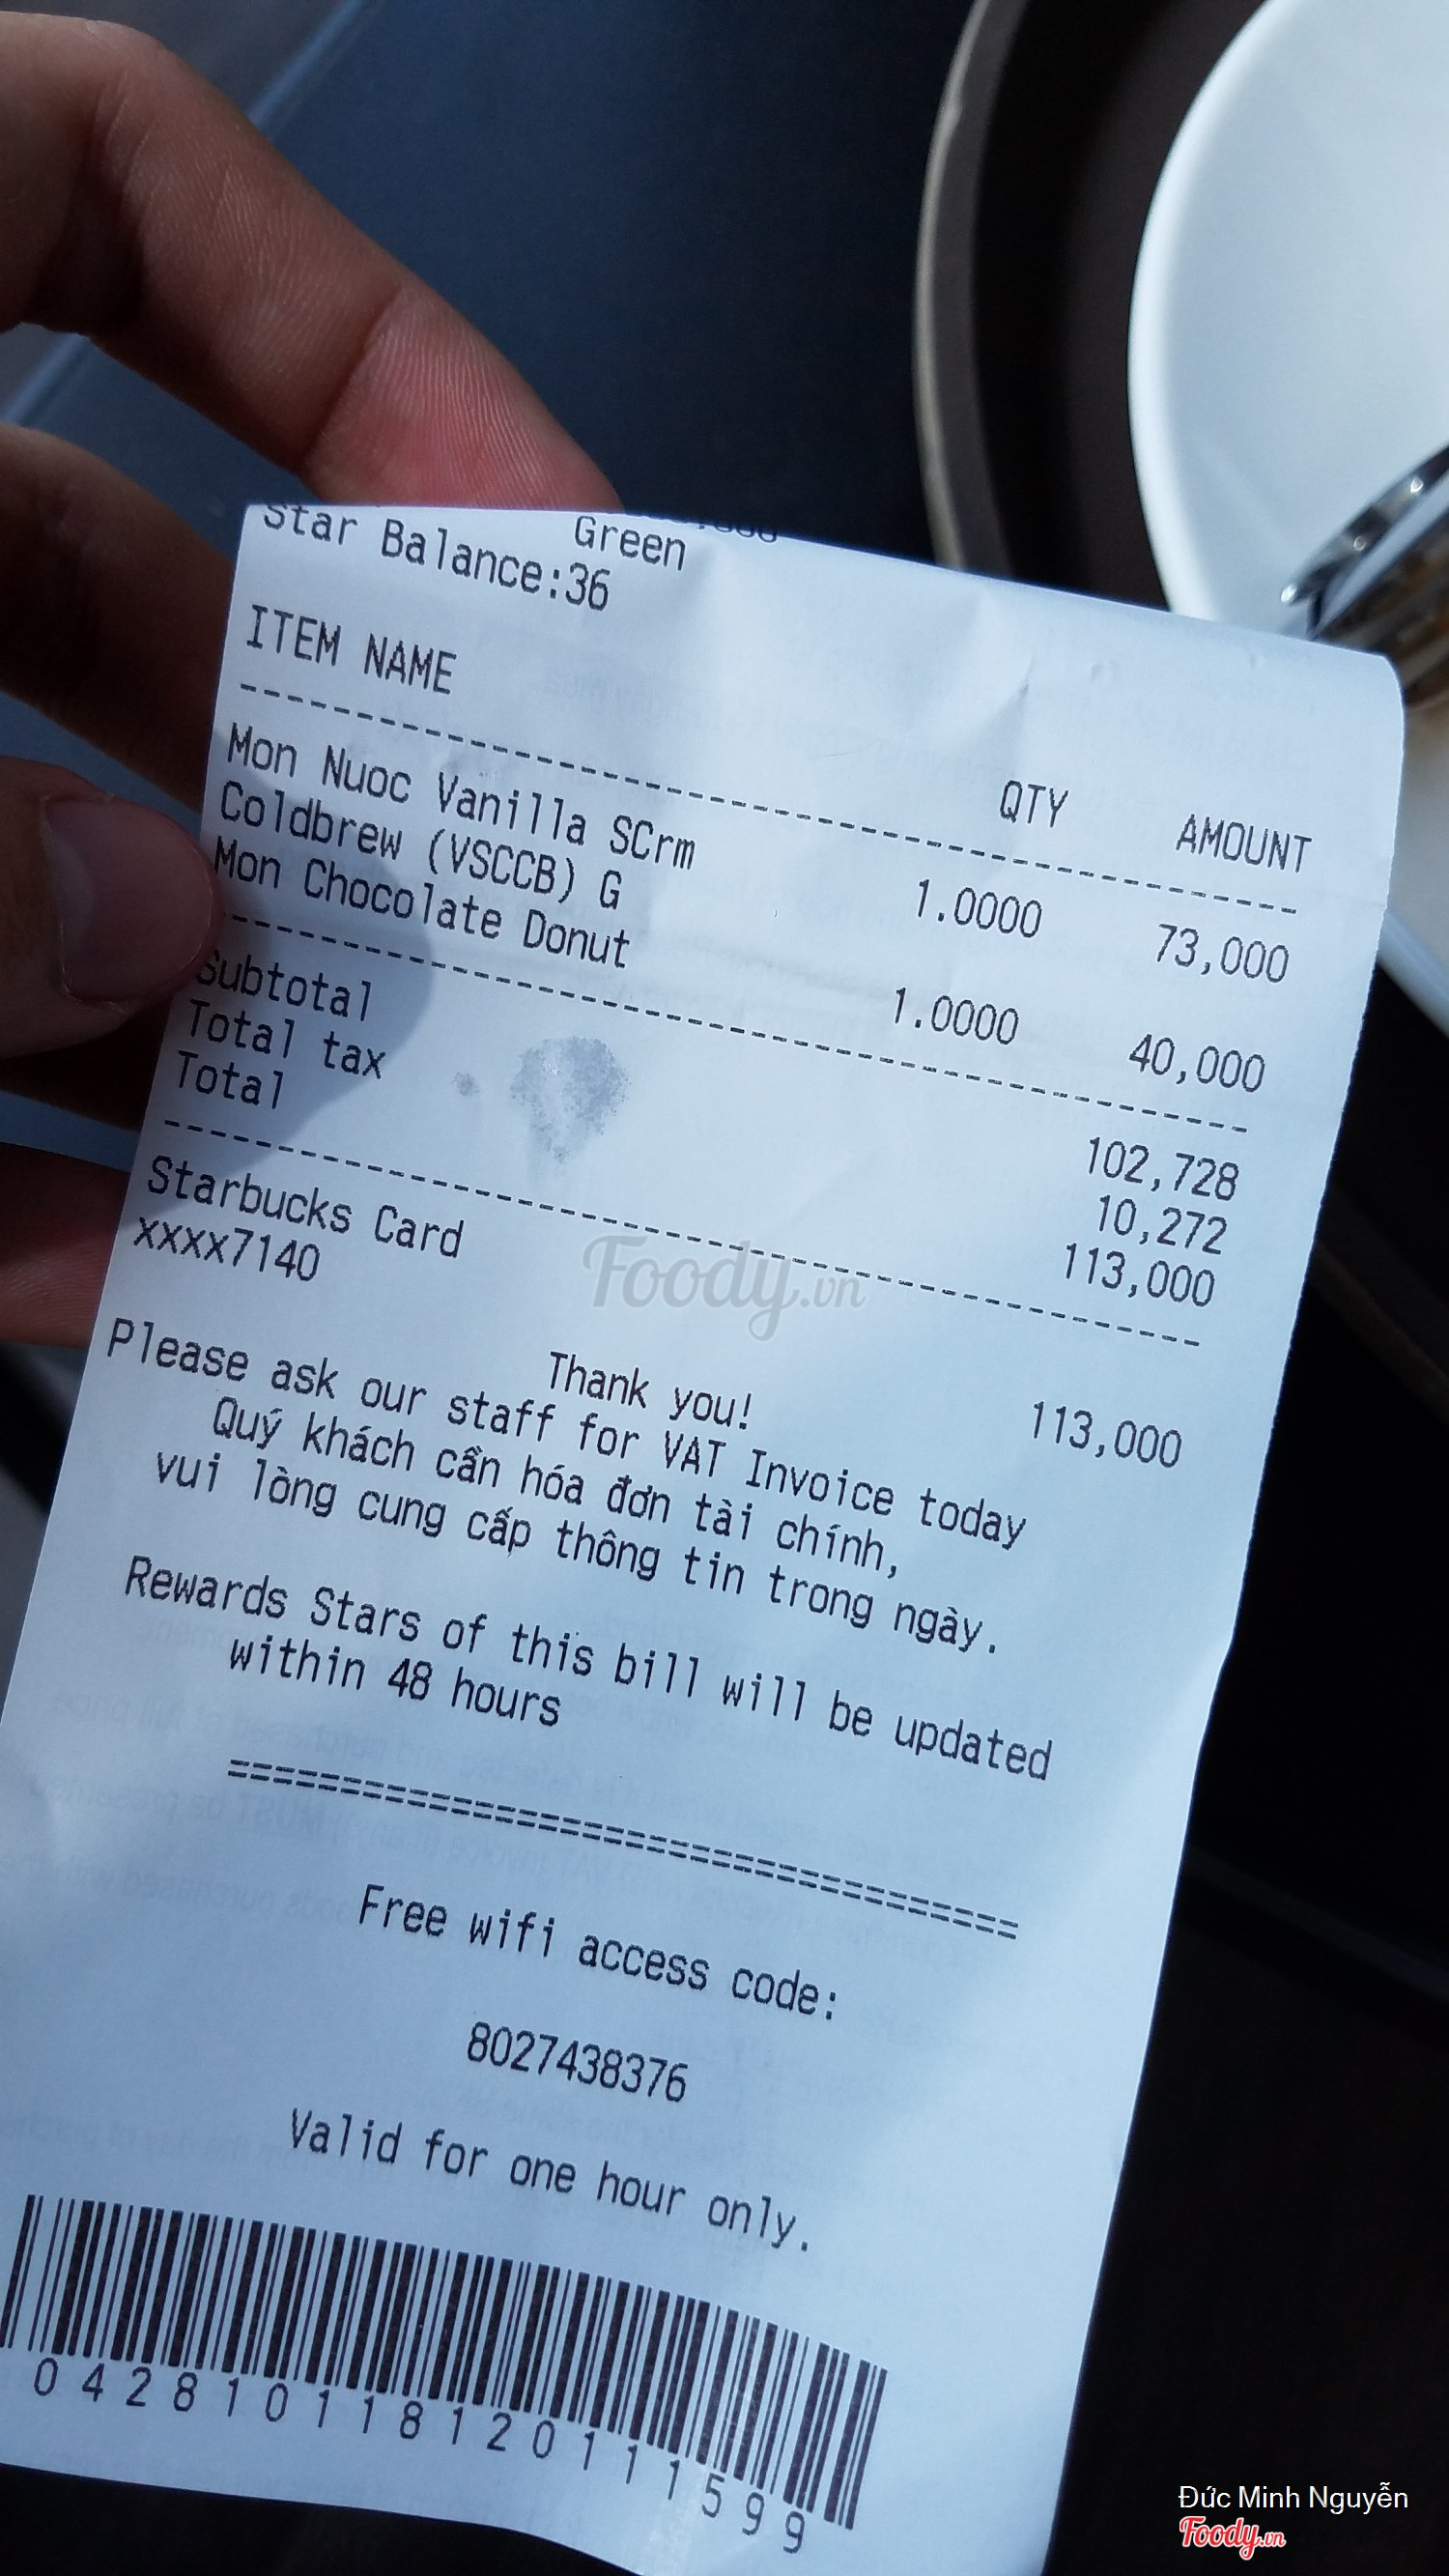 Green
Star Balance:36
ITEM NAME QTY AMOUNT
Mon Nuoc Vanilla SCrm
Coldbrew (VSCCB) G 1.0000 73,000
Mon Chocolate Donut 1.0000 40,000
Subtotal 102,728
Total tax 10,272
Total 113,000
Starbucks Card
xxxx7140 113,000
Thank you!
Please ask our staff for VAT Invoice today
Quý khách cần hóa đơn tài chính,
vui lòng cung cấp thông tin trong ngày.
Rewards Stars of this bill will be updated
within 48 hours
==================================
Free wifi access code:
8027438376
Valid for one hour only.
042810118120111599
Foody.vn
Đức Minh Nguyễn
Foody.vn